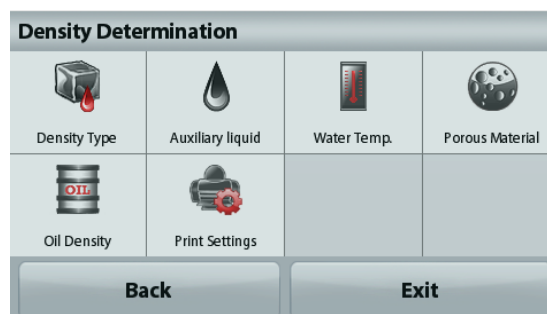 Density Determination
Density Type
Auxiliary liquid
Water Temp.
Porous Material
OIL
Oil Density
Print Settings
Back
Exit